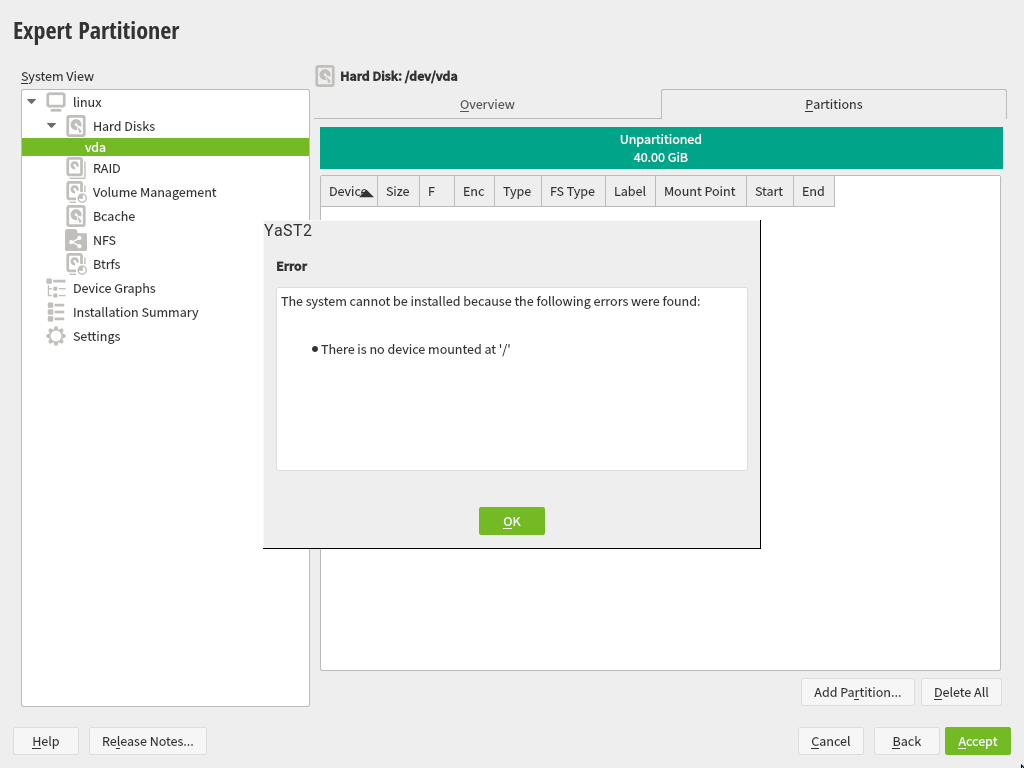 Expert Partitioner
System View
linux
Hard Disks
vda
RAID
Volume Management
Bcache
NFS
Btrfs
Device Graphs
Installation Summary
Settings
Hard Disk: /dev/vda
Overview
Partitions
Unpartitioned
40.00 GiB
Device Size F Enc Type FS Type Label Mount Point Start End
YaST2
Error
The system cannot be installed because the following errors were found:
• There is no device mounted at '/'
OK
Add Partition... Delete All
Help Release Notes... Cancel Back Accept